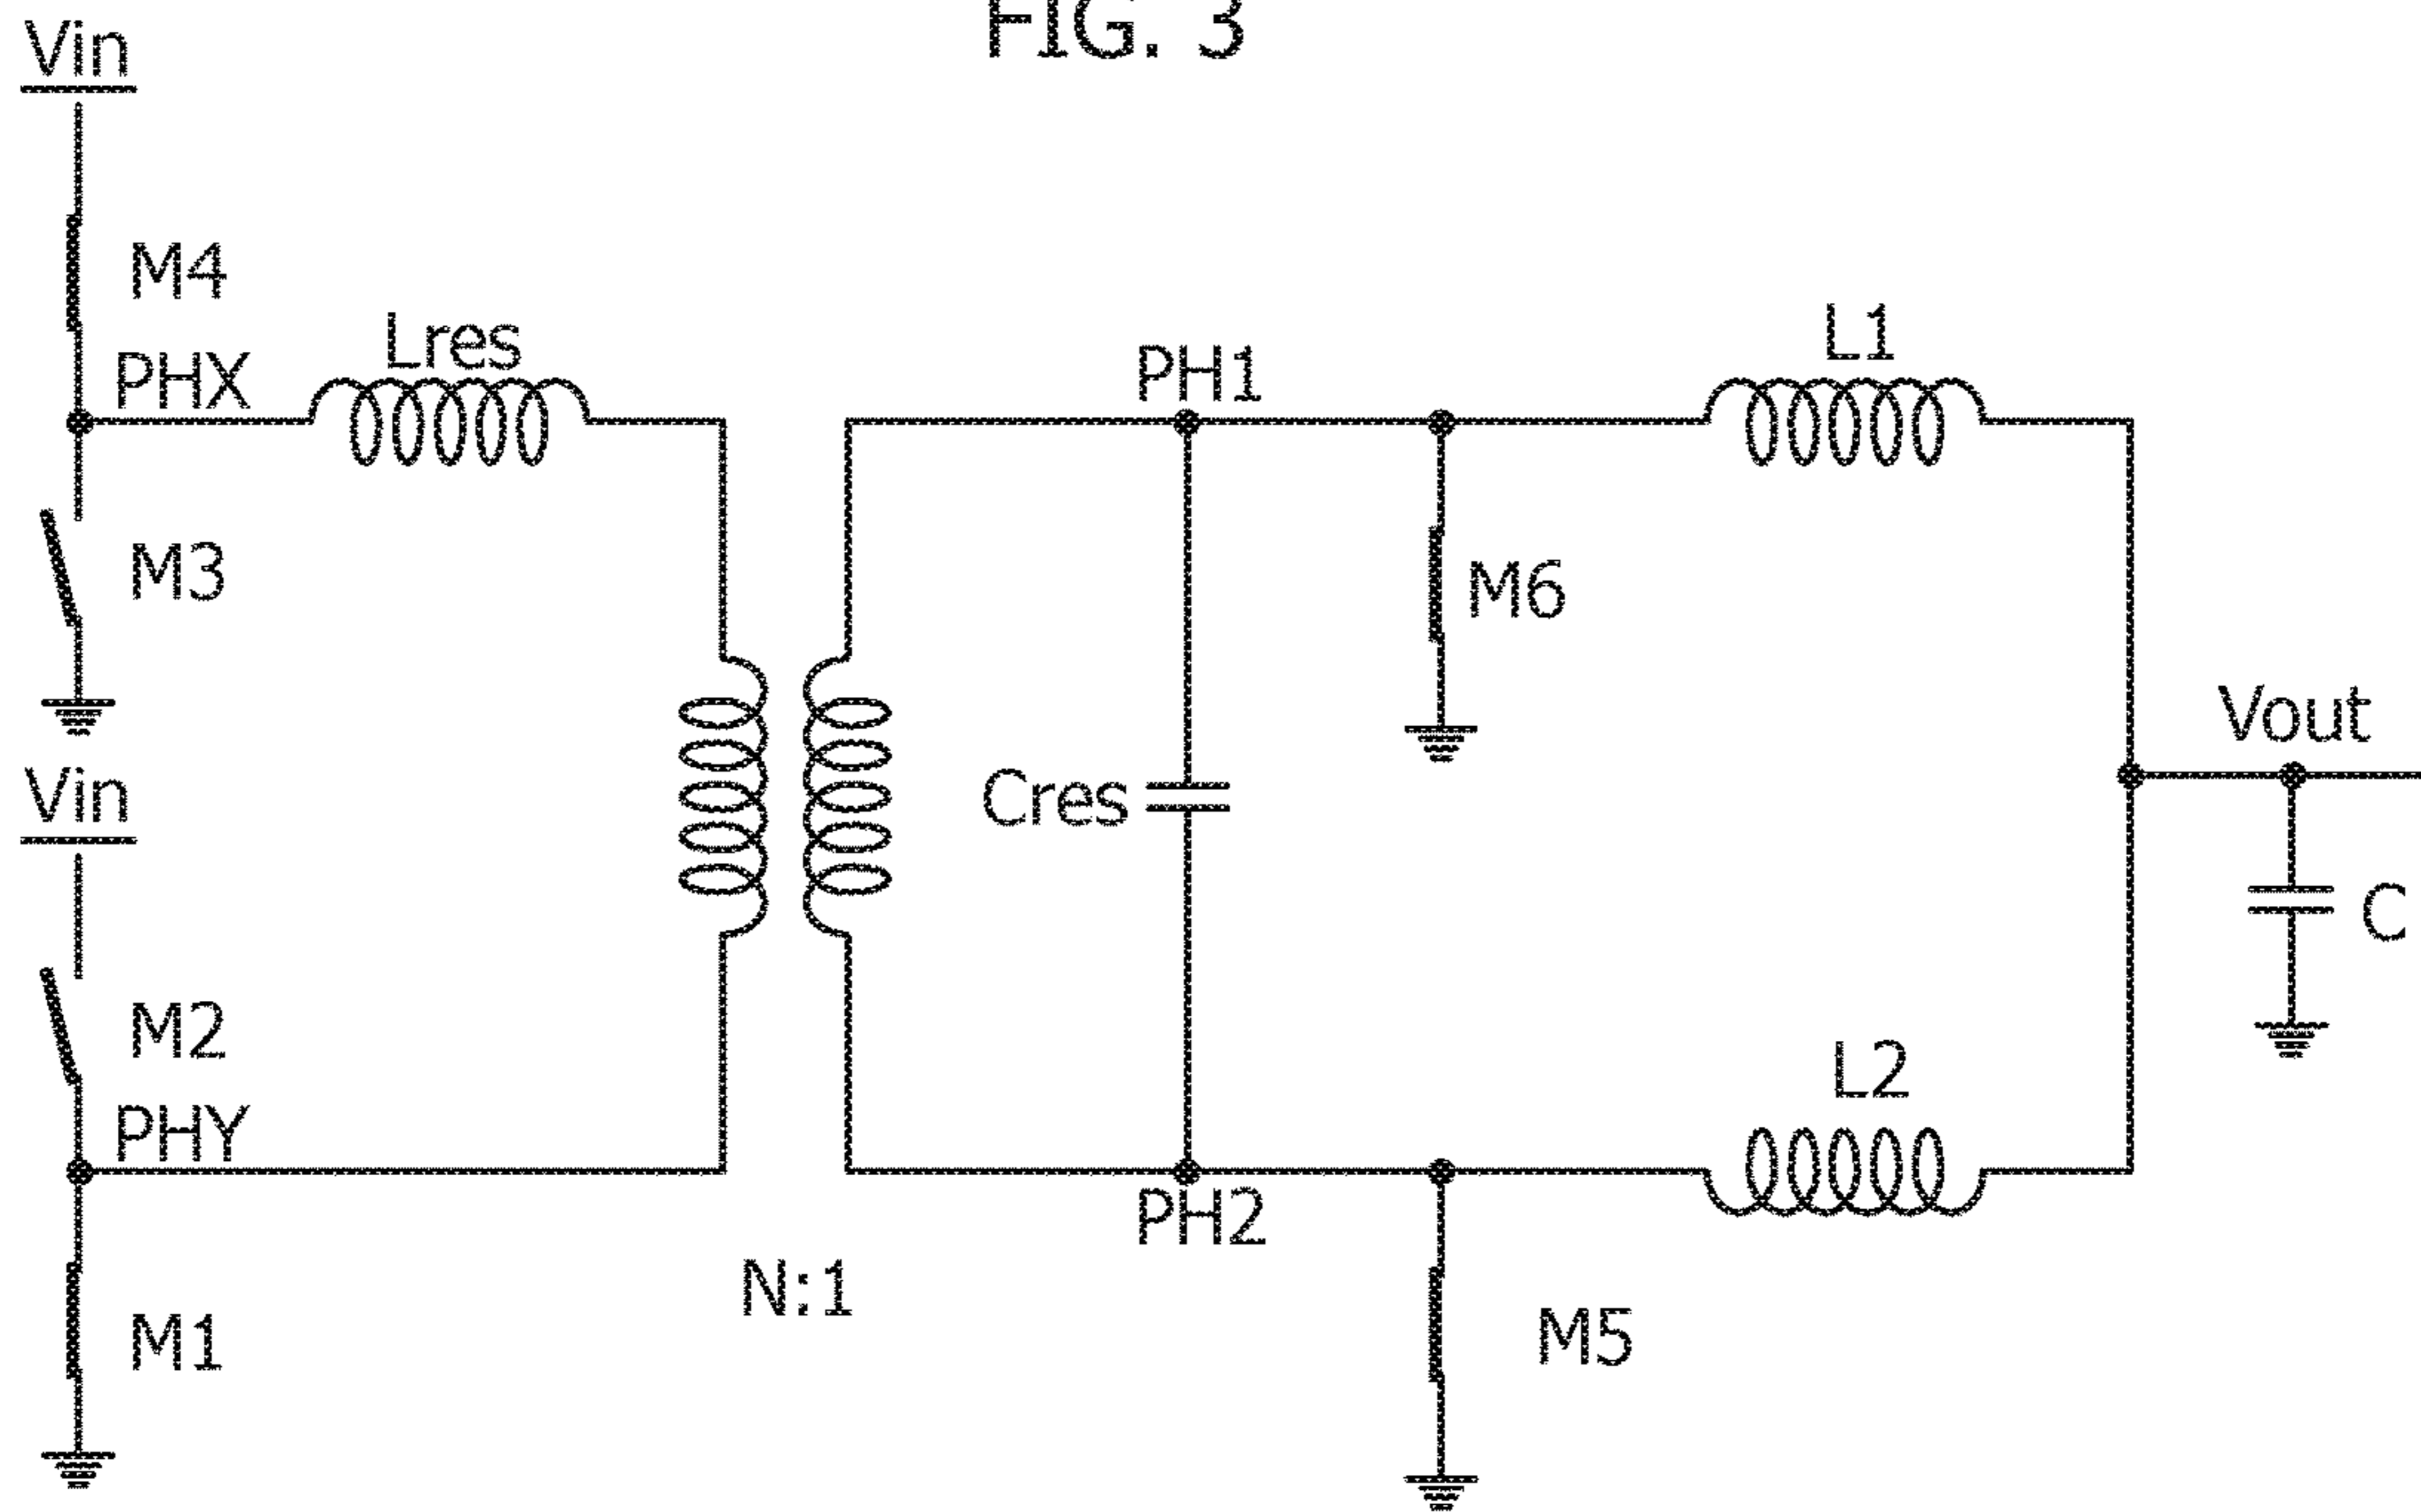 FIG. 3
Vin
M4
PHX
Lres
PH1
L1
M3
M6
Vin
Vout
Cres
C
M2
L2
PHY
PH2
N:1
M1
M5